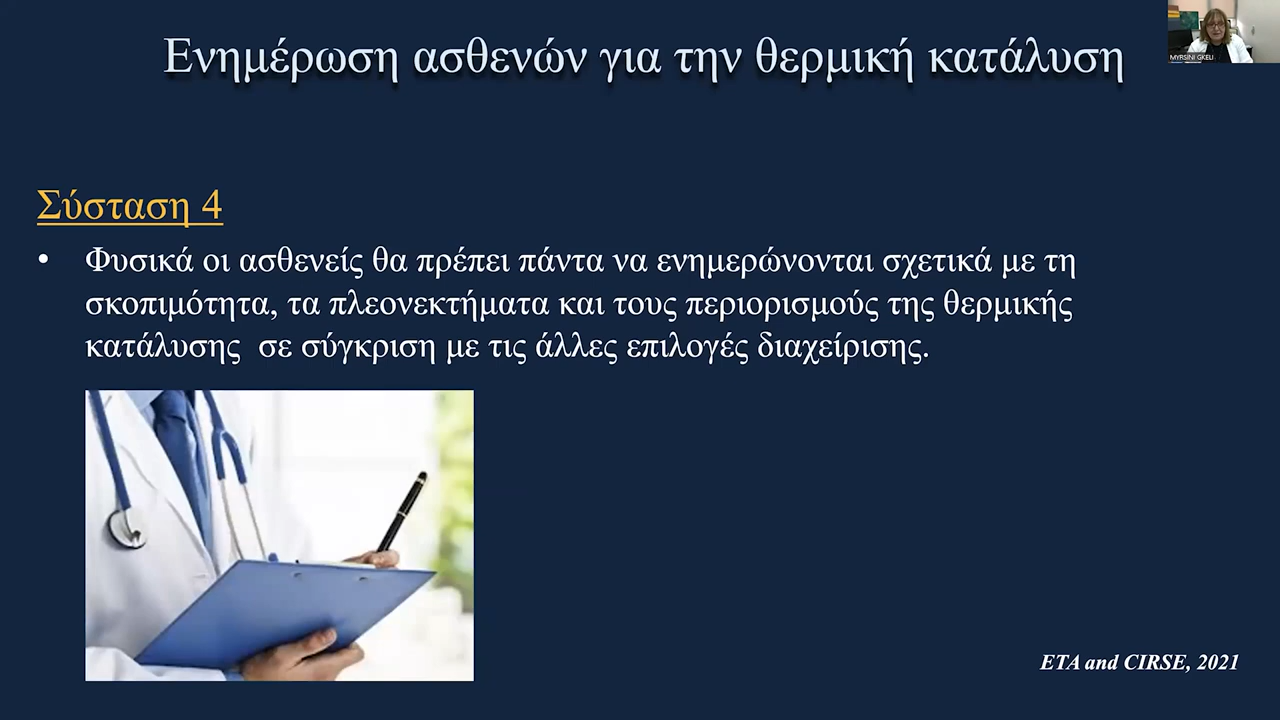 Ενημέρωση ασθενών για την θερμική κατάλυση
MYRSINI GKELI
Σύσταση 4
• Φυσικά οι ασθενείς θα πρέπει πάντα να ενημερώνονται σχετικά με τη
σκοπιμότητα, τα πλεονεκτήματα και τους περιορισμούς της θερμικής
κατάλυσης σε σύγκριση με τις άλλες επιλογές διαχείρισης.
ETA and CIRSE, 2021